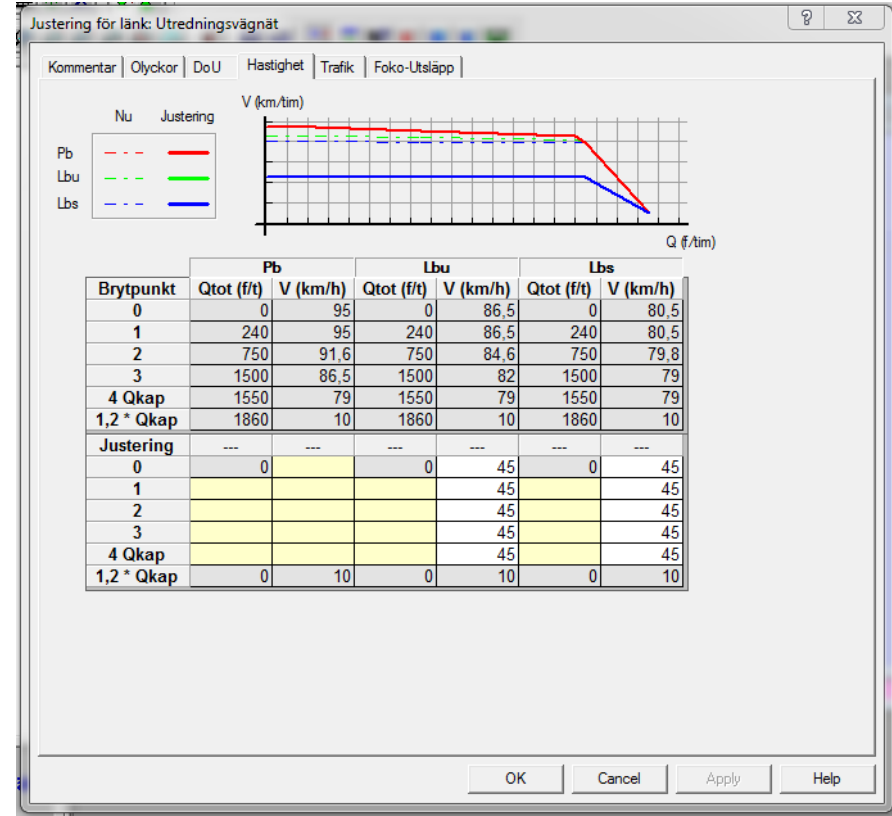 Justering för länk: Utredningsvägnät
Kommentar Olyckor DoU Hastighet Trafik Foko-Utsläpp
V (km/tim)
Nu Justering
Pb
Lbu
Lbs
Q (f/tim)
Pb Lbu Lbs
Brytpunkt Qtot (f/t) V (km/h) Qtot (f/t) V (km/h) Qtot (f/t) V (km/h)
0 0 95 0 86,5 0 80,5
1 240 95 240 86,5 240 80,5
2 750 91,6 750 84,6 750 79,8
3 1500 86,5 1500 82 1500 79
4 Qkap 1550 79 1550 79 1550 79
1,2 * Qkap 1860 10 1860 10 1860 10
Justering --- --- --- --- --- ---
0 0 0 45 0 45
1 45 45
2 45 45
3 45 45
4 Qkap 45 45
1,2 * Qkap 0 10 0 10 0 10
OK Cancel Apply Help